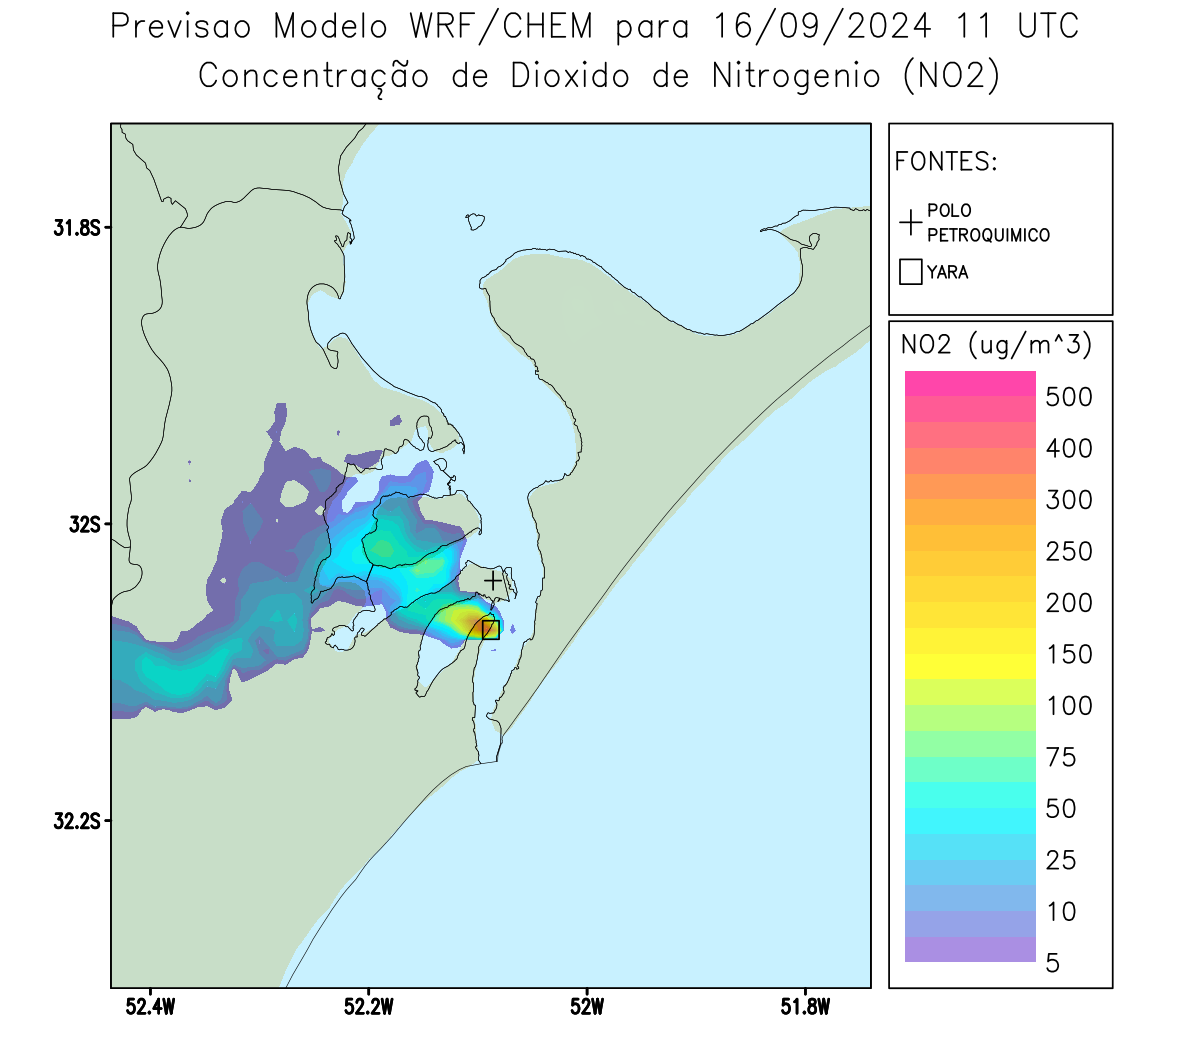 Previsao Modelo WRF/CHEM para 16/09/2024 11 UTC
Concentração de Dioxido de Nitrogenio (NO2)
FONTES:
POLO
PETROQUIMICO
YARA
31.8S
32S
32.2S
52.4W
52.2W
52W
51.8W
NO2 (ug/m^3)
500
400
300
250
200
150
100
75
50
25
10
5